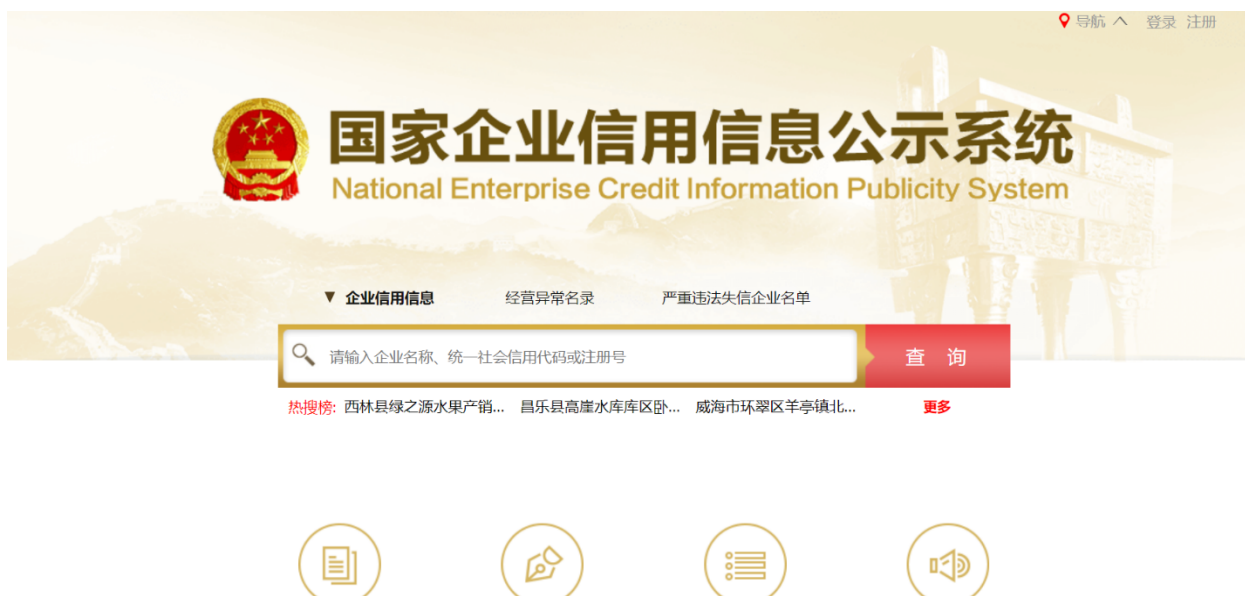 导航 登录 注册
国家企业信用信息公示系统
National Enterprise Credit Information Publicity System
企业信用信息 经营异常名录 严重违法失信企业名单
请输入企业名称、统一社会信用代码或注册号 查 询
热搜榜: 西林县绿之源水果产销... 昌乐县高崖水库库区卧... 威海市环翠区羊亭镇北... 更多